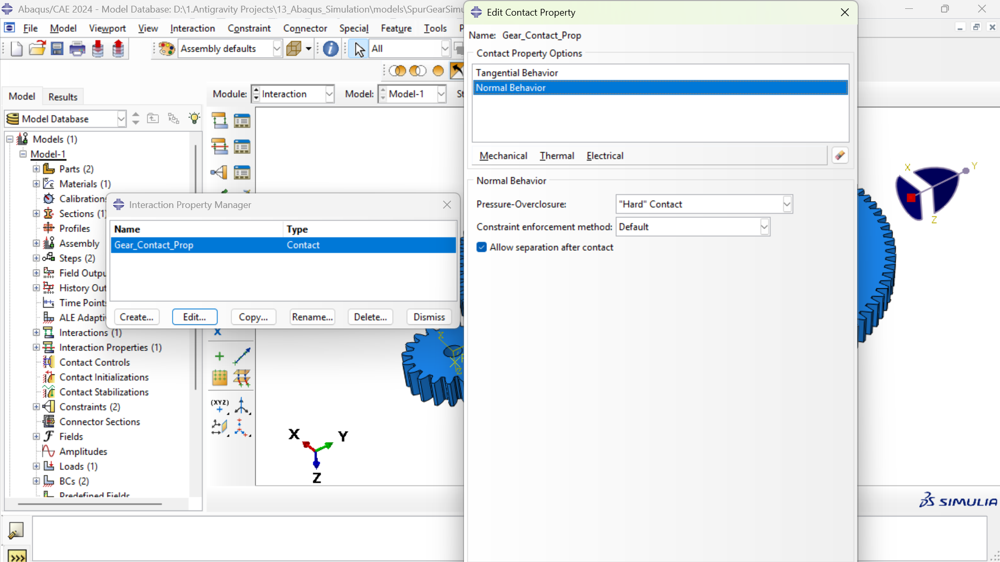 Abaqus/CAE 2024 - Model Database: D:\1.Antigravity Projects\13_Abaqus_Simulation\models\SpurGearSimu
File Model Viewport View Interaction Constraint Connector Special Feature Tools
Assembly defaults All
Module: Interaction Model: Model-1
Model Results
Model Database
Models (1)
Model-1
Parts (2)
Materials (1)
Calibrations
Sections (1)
Profiles
Assembly
Steps (2)
Field Outpu
History Out
Time Points
ALE Adapti
Interactions (1)
Interaction Properties (1)
Contact Controls
Contact Initializations
Contact Stabilizations
Constraints (2)
Connector Sections
Fields
Amplitudes
Loads (1)
BCs (2)
Predefined Fields
Interaction Property Manager
Name Type
Gear_Contact_Prop Contact
Create... Edit... Copy... Rename... Delete... Dismiss
(XYZ)
X
Z
X Y
Z
Edit Contact Property
Name: Gear_Contact_Prop
Contact Property Options
Tangential Behavior
Normal Behavior
Mechanical Thermal Electrical
Normal Behavior
Pressure-Overclosure: "Hard" Contact
Constraint enforcement method: Default
Allow separation after contact
X Y
Z
SIMULIA
>>>